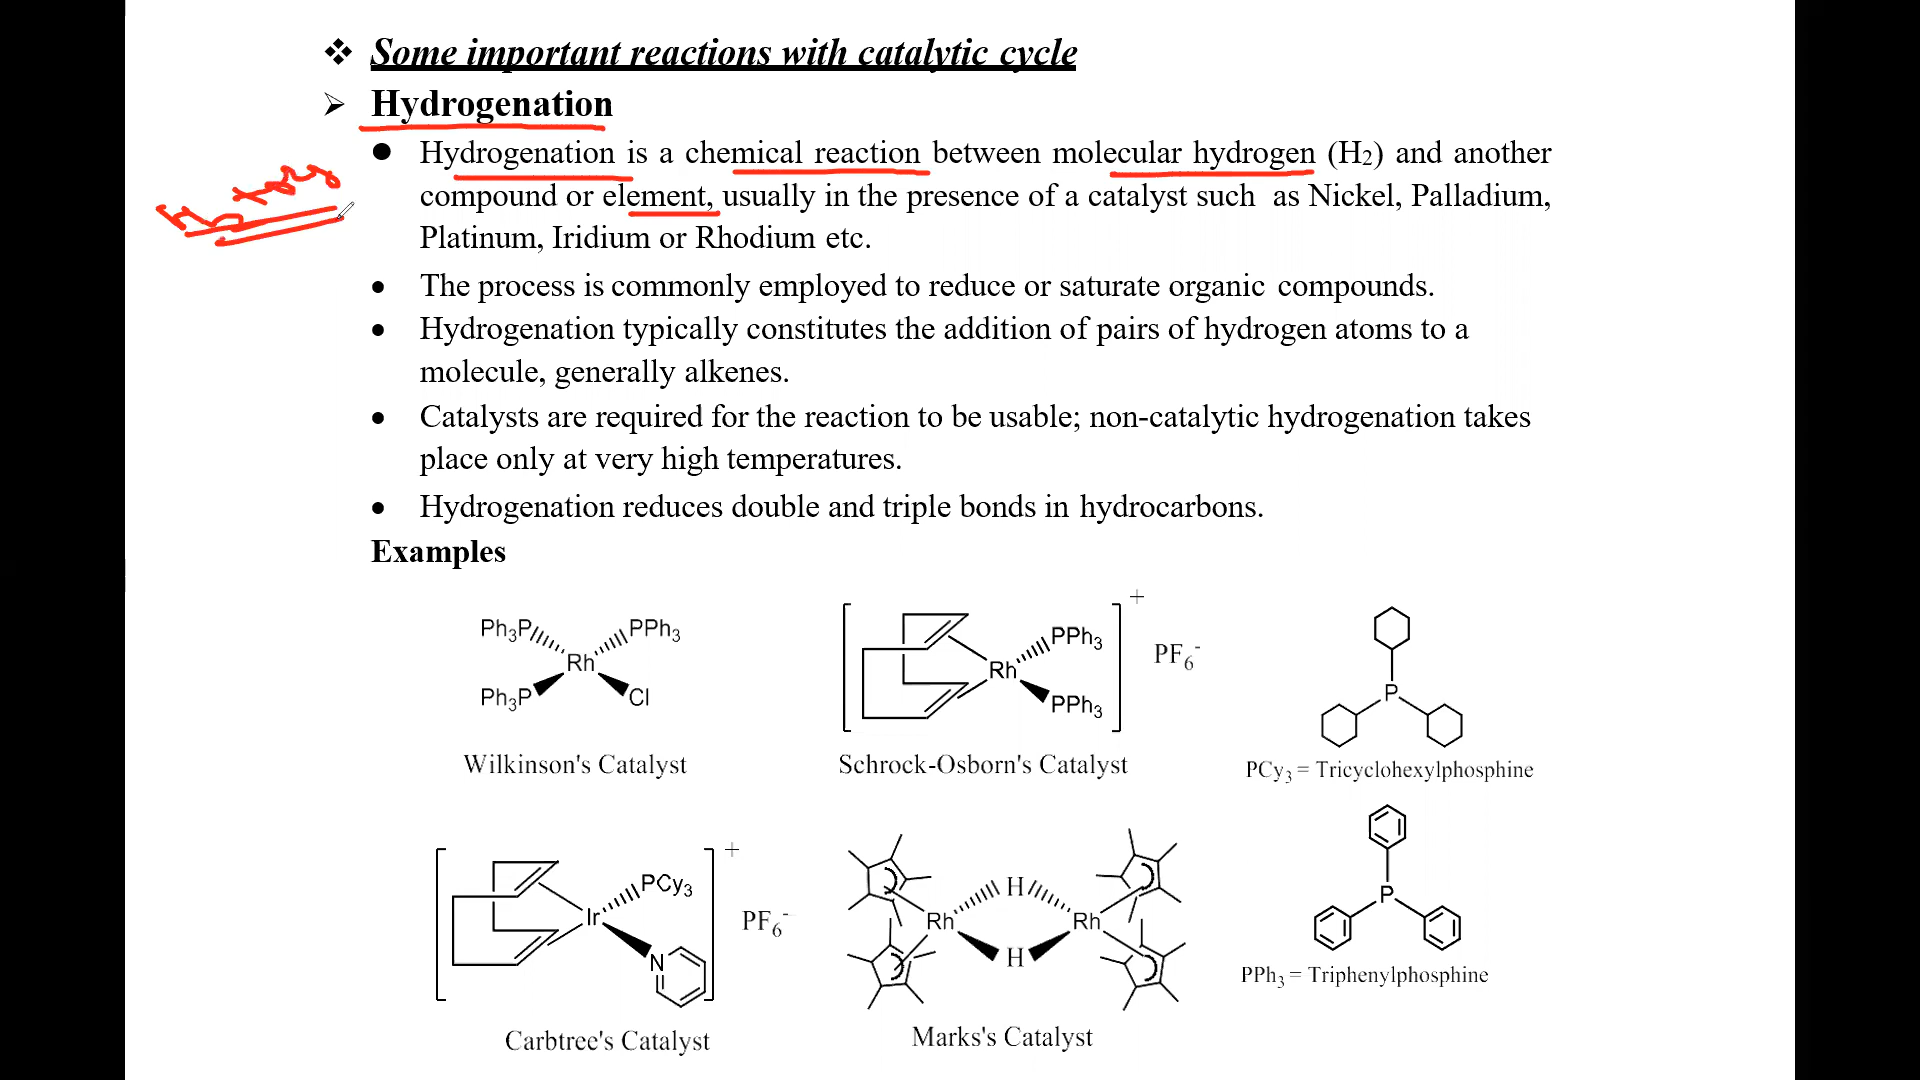 ❖ Some important reactions with catalytic cycle
➢ Hydrogenation
● Hydrogenation is a chemical reaction between molecular hydrogen (H2) and another
compound or element, usually in the presence of a catalyst such as Nickel, Palladium,
Platinum, Iridium or Rhodium etc.
• The process is commonly employed to reduce or saturate organic compounds.
• Hydrogenation typically constitutes the addition of pairs of hydrogen atoms to a
molecule, generally alkenes.
• Catalysts are required for the reaction to be usable; non-catalytic hydrogenation takes
place only at very high temperatures.
• Hydrogenation reduces double and triple bonds in hydrocarbons.
Examples
Ph3P PPh3
Rh
Ph3P Cl
Wilkinson's Catalyst
+
PPh3
Rh
PPh3
PF6-
Schrock-Osborn's Catalyst
P
PCy3 = Tricyclohexylphosphine
+
PCy3
Ir
N
PF6-
Carbtree's Catalyst
H
Rh Rh
H
Marks's Catalyst
P
PPh3 = Triphenylphosphine